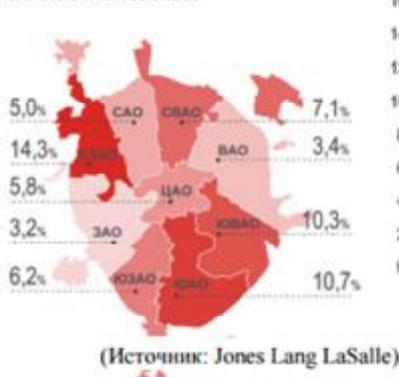 5,0% САО СВАО 7,1%
14,3% СЗАО ВАО 3,4%
5,8% ЦАО
3,2% ЗАО ЮВАО 10,3%
6,2% ЮЗАО ЮАО 10,7%
(Источник: Jones Lang LaSalle)